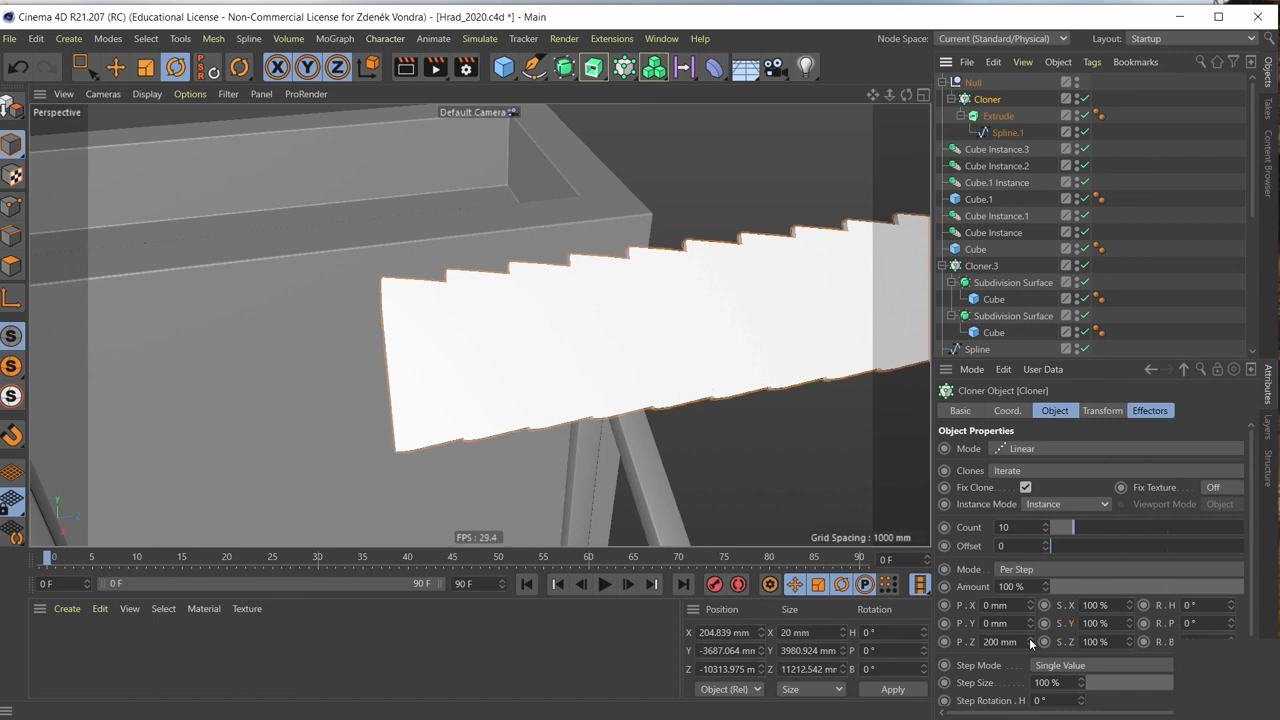 Cinema 4D R21.207 (RC) (Educational License - Non-Commercial License for Zdeněk Vondra) - [Hrad_2020.c4d *] - Main
File Edit Create Modes Select Tools Mesh Spline Volume MoGraph Character Animate Simulate Tracker Render Extensions Window Help
Node Space: Current (Standard/Physical) Layout: Startup
X Y Z
PSR
File Edit View Object Tags Bookmarks
View Cameras Display Options Filter Panel ProRender
Perspective
Default Camera
Null
Cloner
Extrude
Spline.1
Cube Instance.3
Cube Instance.2
Cube.1 Instance
Cube.1
Cube Instance.1
Cube Instance
Cube
Cloner.3
Subdivision Surface
Cube
Subdivision Surface
Cube
Spline
Objects
Takes
Content Browser
Attributes
Layers
Structure
Mode Edit User Data
Cloner Object [Cloner]
Basic Coord. Object Transform Effectors
Object Properties
Mode Linear
Clones Iterate
Fix Clone Fix Texture Off
Instance Mode Instance Viewport Mode Object
Count 10
Offset 0
Mode Per Step
Amount 100 %
P . X 0 mm S . X 100 % R . H 0 °
P . Y 0 mm S . Y 100 % R . P 0 °
P . Z 200 mm S . Z 100 % R . B
Step Mode Single Value
Step Size 100 %
Step Rotation . H 0 °
Y Z
FPS : 29.4
Grid Spacing : 1000 mm
0 5 10 15 20 25 30 35 40 45 50 55 60 65 70 75 80 85 90 0 F
0 F 0 F 90 F 90 F
Create Edit View Select Material Texture
Position Size Rotation
X 204.839 mm X 20 mm H 0 °
Y -3687.064 mm Y 3980.924 mm P 0 °
Z -10313.975 m Z 11212.542 mm B 0 °
Object (Rel) Size Apply